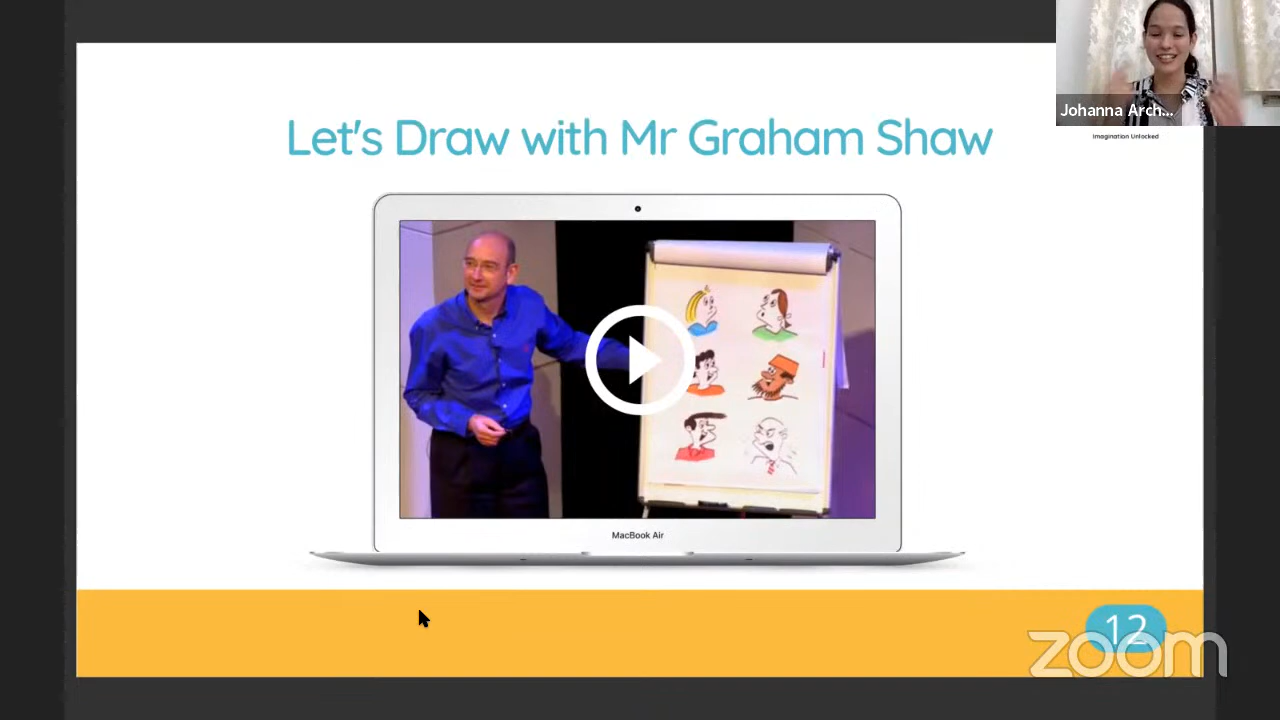 Johanna Arch...
Imagination Unlocked
Let's Draw with Mr Graham Shaw
MacBook Air
12
zoom